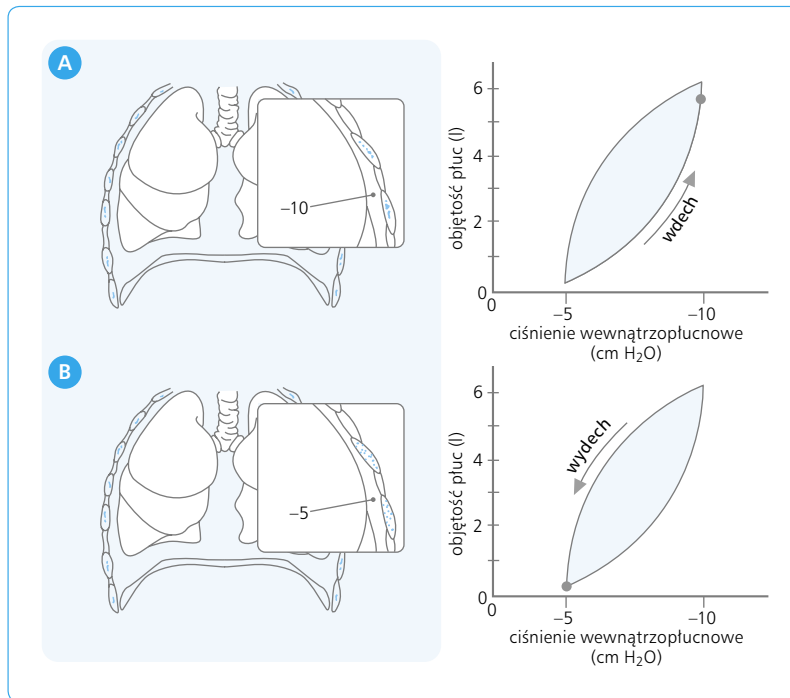 A
–10
objętość płuc (l)
6
4
2
0
0
wdech
–5
–10
ciśnienie wewnątrzopłucnowe
(cm H₂O)
B
–5
objętość płuc (l)
6
4
2
0
0
wydech
–5
–10
ciśnienie wewnątrzopłucnowe
(cm H₂O)